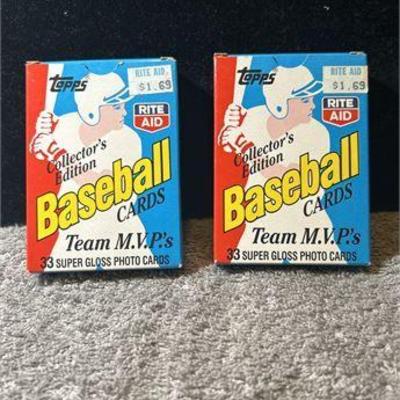 topps
RITE AID
$1.69
RITE
AID
Collector's
Edition
Baseball
CARDS
Team M.V.P.'s
33 SUPER GLOSS PHOTO CARDS
topps
RITE AID
$1.69
RITE
AID
Collector's
Edition
Baseball
CARDS
Team M.V.P.'s
33 SUPER GLOSS PHOTO CARDS